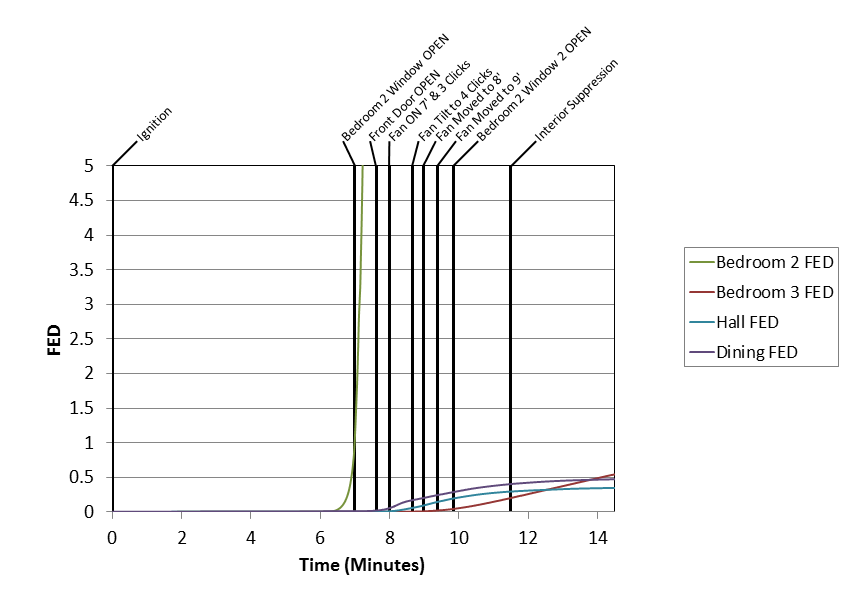 Ignition
Bedroom 2 Window OPEN
Front Door OPEN
Fan ON 7' & 3 Clicks
Fan Tilt to 4 Clicks
Fan Moved to 8'
Fan Moved to 9'
Bedroom 2 Window 2 OPEN
Interior Suppression
5
4.5
4
3.5
3
2.5
2
1.5
1
0.5
0
FED
0 2 4 6 8 10 12 14
Time (Minutes)
Bedroom 2 FED
Bedroom 3 FED
Hall FED
Dining FED